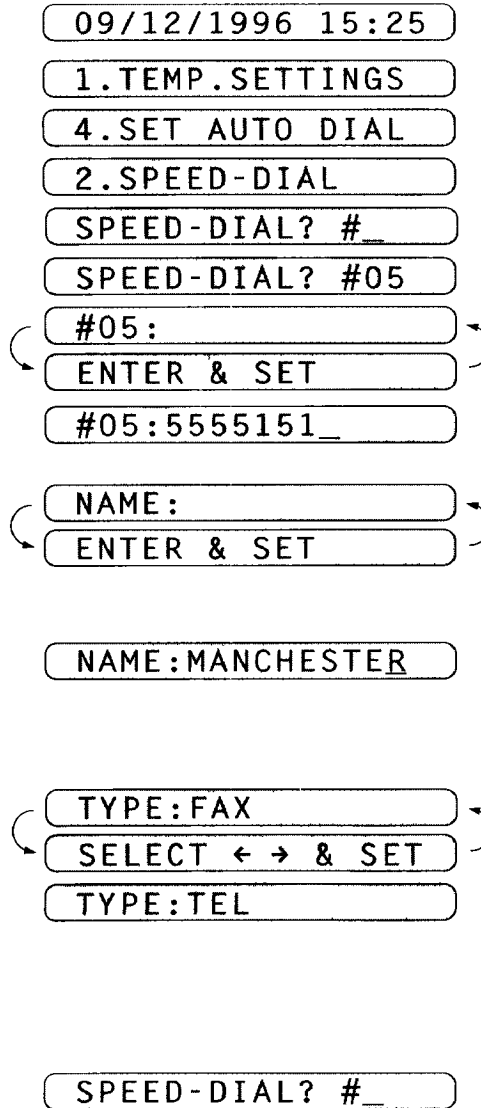 09/12/1996 15:25
1.TEMP.SETTINGS
4.SET AUTO DIAL
2.SPEED-DIAL
SPEED-DIAL? #_
SPEED-DIAL? #05
#05:
ENTER & SET
#05:5555151_
NAME:
ENTER & SET
NAME:MANCHESTER
TYPE:FAX
SELECT ← → & SET
TYPE:TEL
SPEED-DIAL? #_